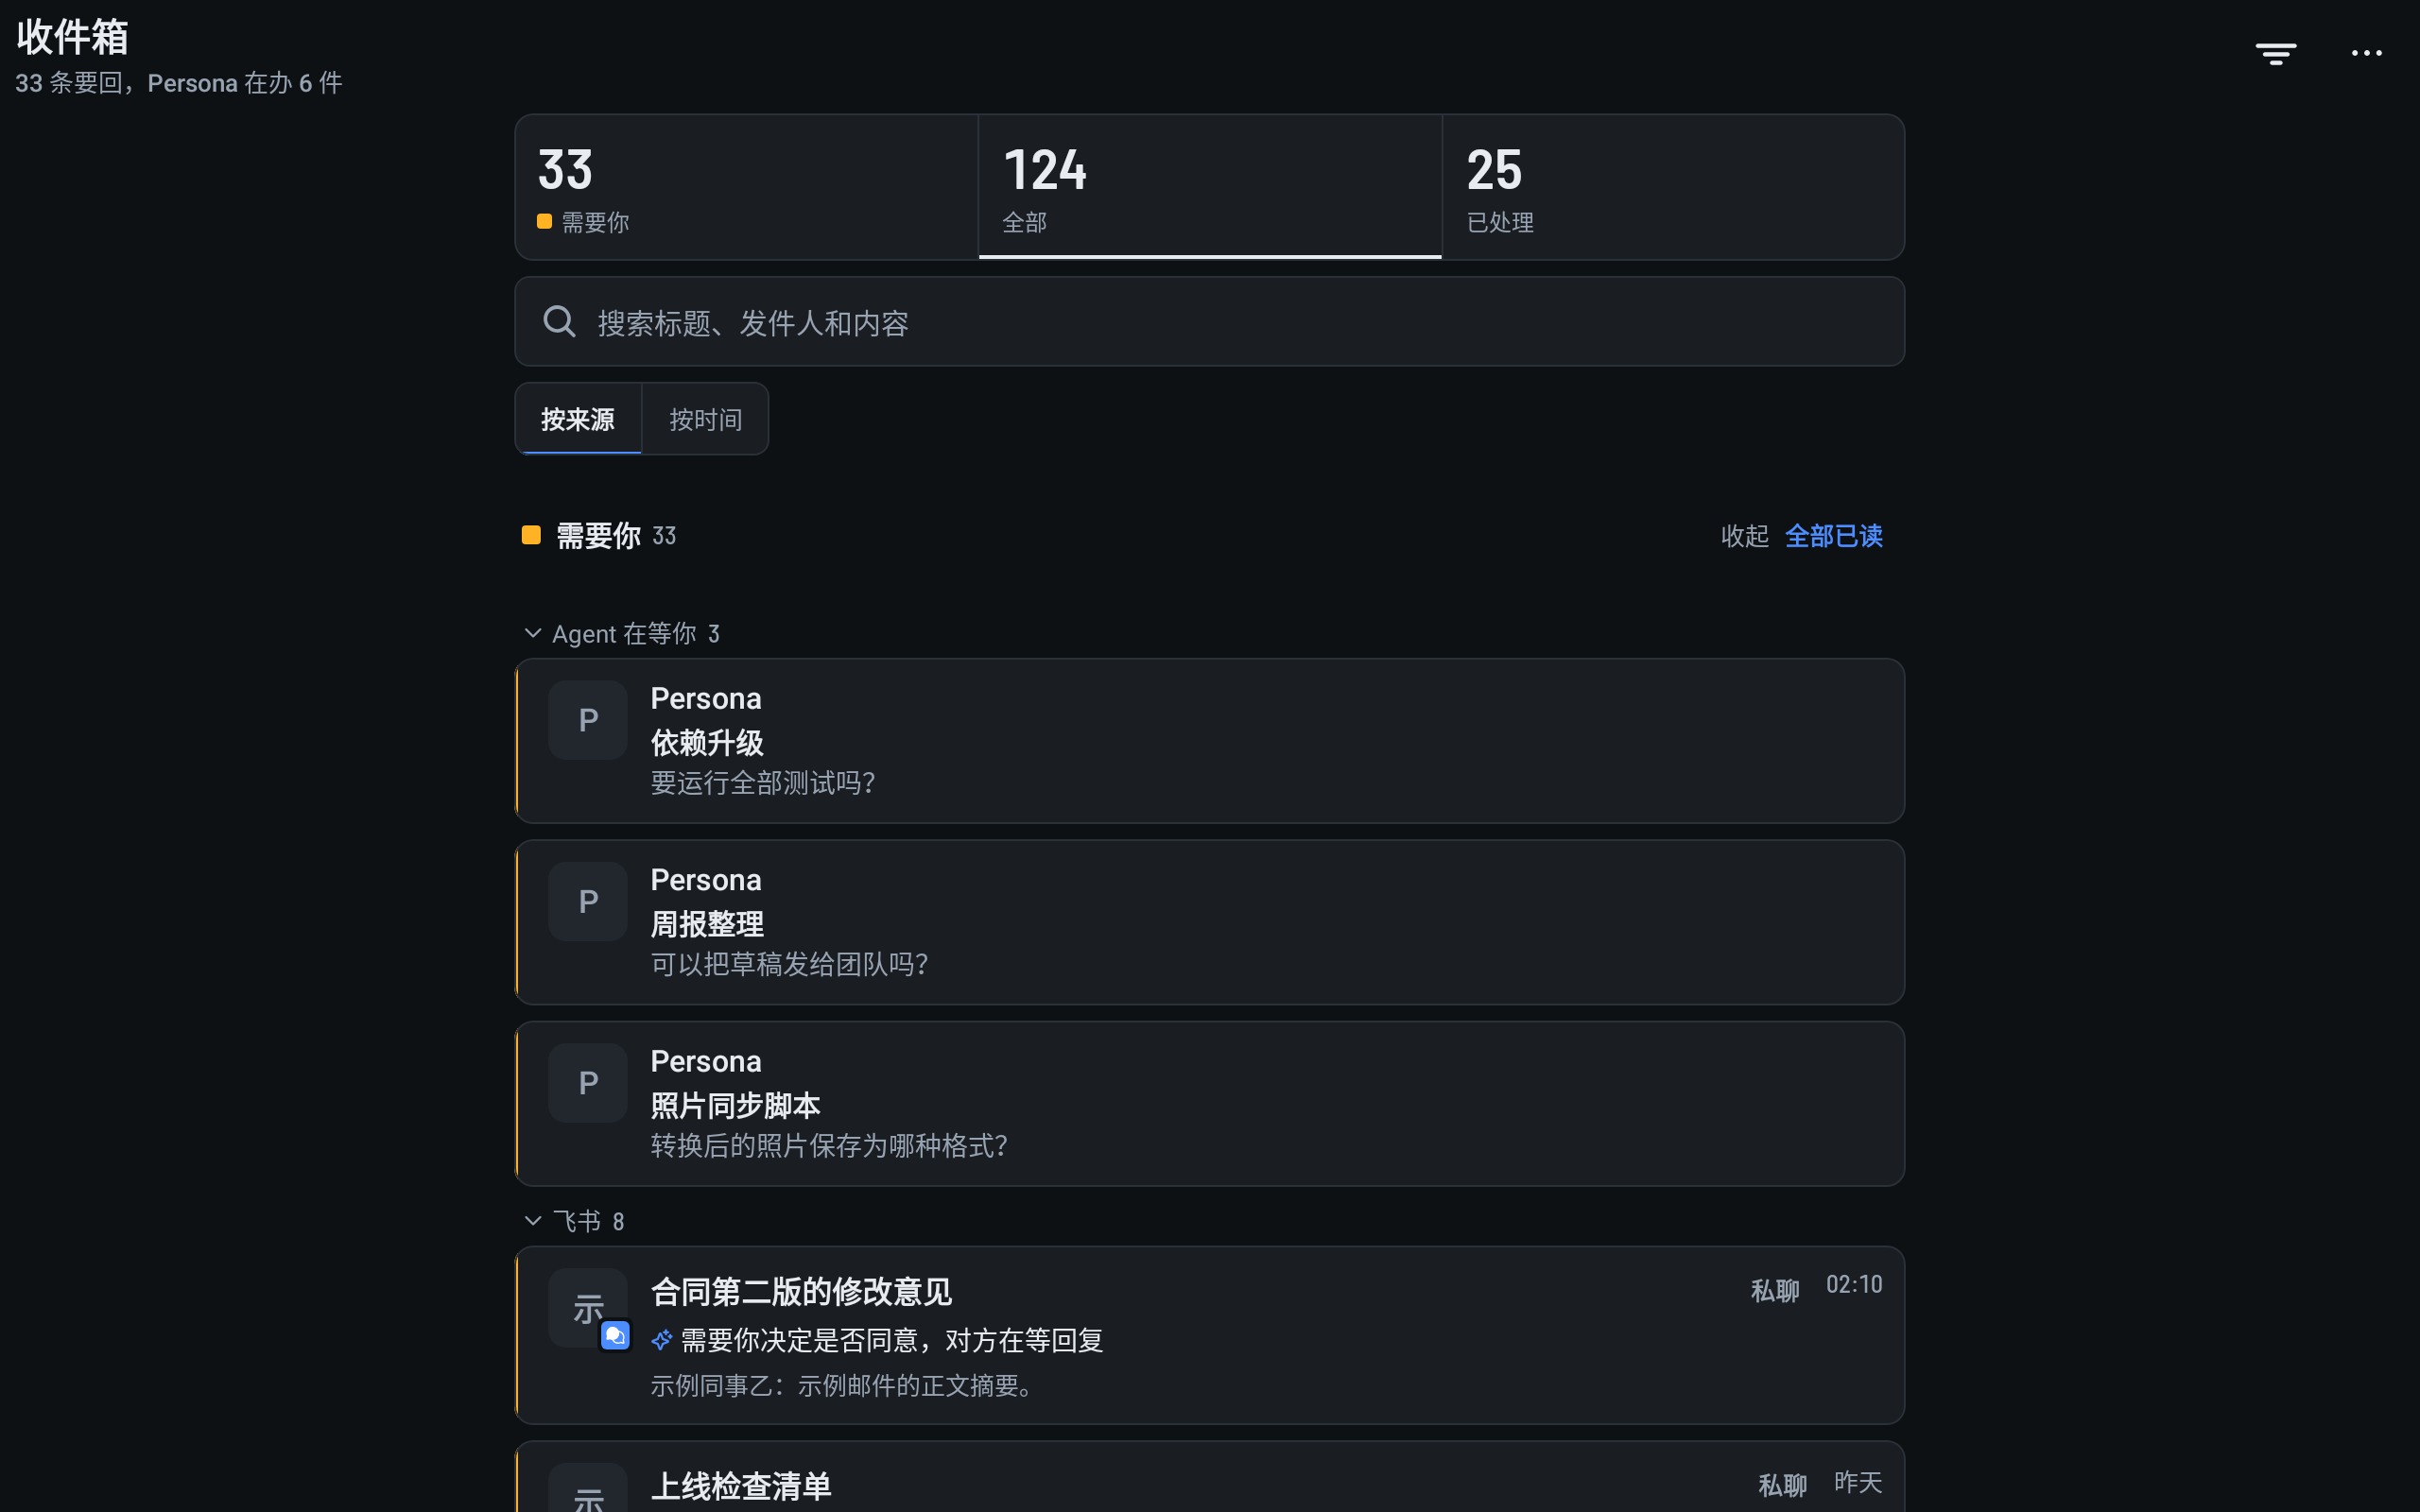 收件箱
33 条要回，Persona 在办 6 件
33
需要你
124
全部
25
已处理
搜索标题、发件人和内容
按来源
按时间
需要你 33
收起 全部已读
Agent 在等你 3
P
Persona
依赖升级
要运行全部测试吗？
P
Persona
周报整理
可以把草稿发给团队吗？
P
Persona
照片同步脚本
转换后的照片保存为哪种格式？
飞书 8
示
合同第二版的修改意见
私聊 02:10
需要你决定是否同意，对方在等回复
示例同事乙：示例邮件的正文摘要。
示
上线检查清单
私聊 昨天